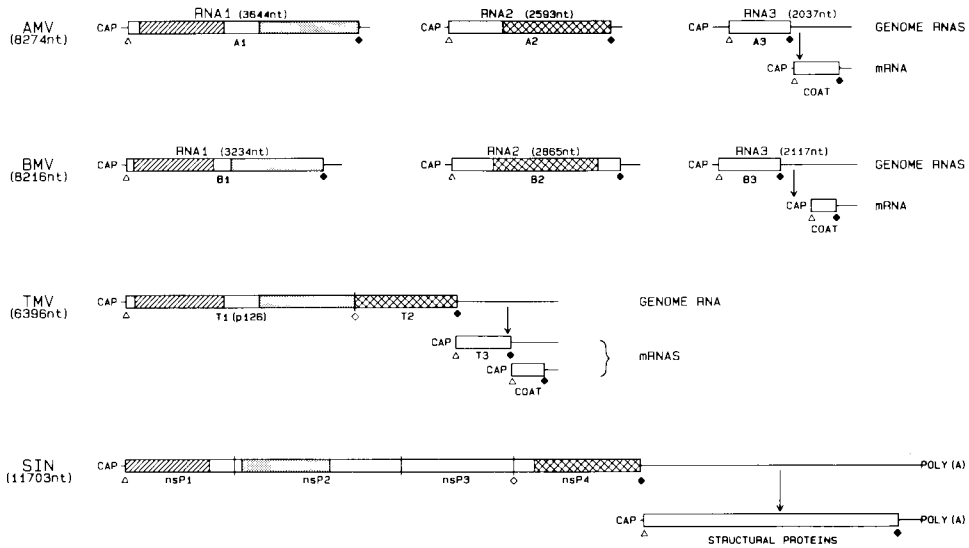 AMV
(8274nt)
CAP
RNA1 (3644nt)
A1
RNA2 (2593nt)
CAP
A2
RNA3 (2037nt)
CAP
A3
GENOME RNAS
CAP
mRNA
COAT
BMV
(8216nt)
CAP
RNA1 (3234nt)
B1
RNA2 (2865nt)
CAP
B2
RNA3 (2117nt)
CAP
B3
GENOME RNAS
CAP
mRNA
COAT
TMV
(6396nt)
CAP
T1 (p126)
T2
GENOME RNA
CAP
T3
mRNAS
CAP
COAT
SIN
(11703nt)
CAP
nsP1
nsP2
nsP3
nsP4
POLY (A)
CAP
POLY (A)
STRUCTURAL PROTEINS